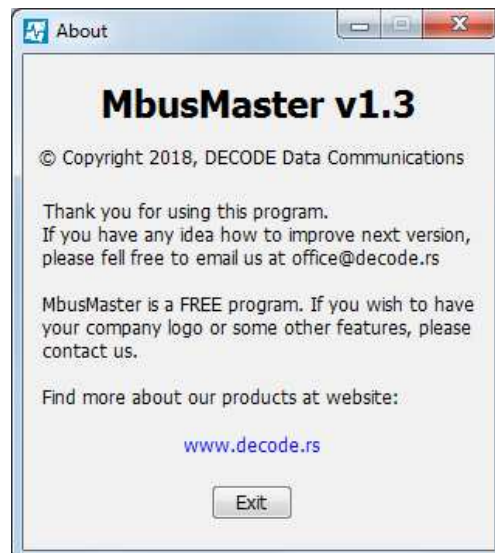 About
MbusMaster v1.3
© Copyright 2018, DECODE Data Communications
Thank you for using this program.
If you have any idea how to improve next version,
please fell free to email us at office@decode.rs
MbusMaster is a FREE program. If you wish to have
your company logo or some other features, please
contact us.
Find more about our products at website:
www.decode.rs
Exit